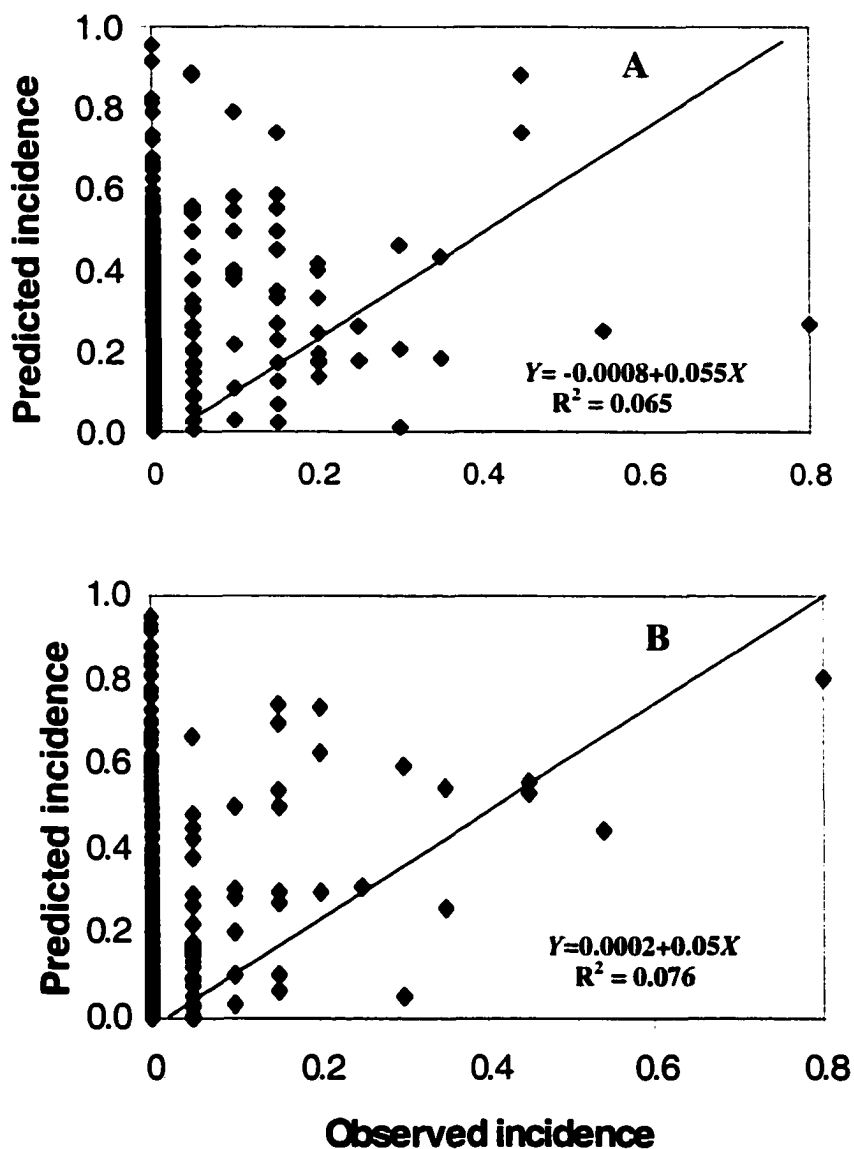 Predicted incidence
1.0
0.8
0.6
0.4
0.2
0.0
A
Y= -0.0008+0.055X
R² = 0.065
0 0.2 0.4 0.6 0.8
Predicted incidence
1.0
0.8
0.6
0.4
0.2
0.0
B
Y=0.0002+0.05X
R² = 0.076
0 0.2 0.4 0.6 0.8
Observed incidence